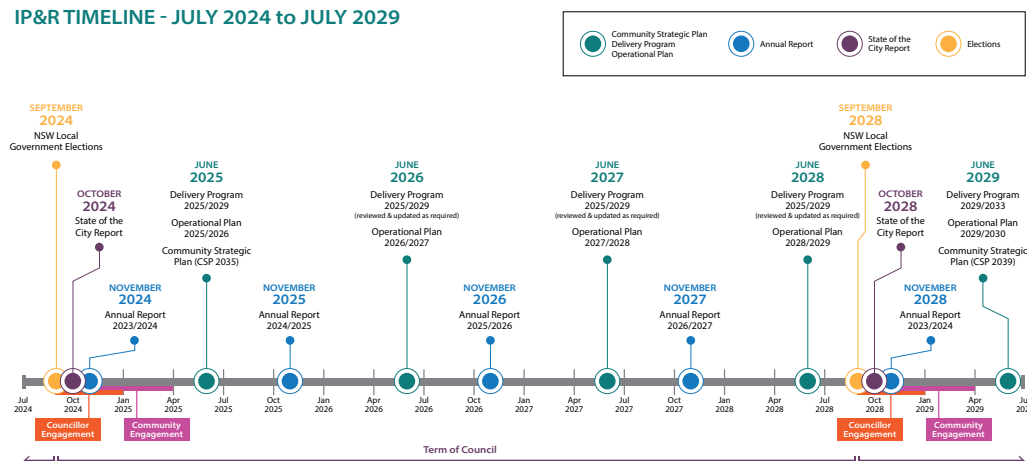 IP&R TIMELINE - JULY 2024 to JULY 2029
Community Strategic Plan
Delivery Program
Operational Plan
Annual Report
State of the
City Report
Elections
SEPTEMBER
2024
NSW Local
Government Elections
OCTOBER
2024
State of the
City Report
NOVEMBER
2024
Annual Report
2023/2024
JUNE
2025
Delivery Program
2025/2029
Operational Plan
2025/2026
Community Strategic
Plan (CSP 2035)
NOVEMBER
2025
Annual Report
2024/2025
JUNE
2026
Delivery Program
2025/2029
(reviewed & updated as required)
Operational Plan
2026/2027
NOVEMBER
2026
Annual Report
2025/2026
JUNE
2027
Delivery Program
2025/2029
(reviewed & updated as required)
Operational Plan
2027/2028
NOVEMBER
2027
Annual Report
2026/2027
JUNE
2028
Delivery Program
2025/2029
(reviewed & updated as required)
Operational Plan
2028/2029
SEPTEMBER
2028
NSW Local
Government Elections
OCTOBER
2028
State of the
City Report
NOVEMBER
2028
Annual Report
2023/2024
JUNE
2029
Delivery Program
2029/2033
Operational Plan
2029/2030
Community Strategic
Plan (CSP 2039)
Jul
2024
Oct
2024
Jan
2025
Apr
2025
Jul
2025
Oct
2025
Jan
2026
Apr
2026
Jul
2026
Oct
2026
Jan
2027
Apr
2027
Jul
2027
Oct
2027
Jan
2028
Apr
2028
Jul
2028
Oct
2028
Jan
2029
Apr
2029
Councillor
Engagement
Community
Engagement
Councillor
Engagement
Community
Engagement
Term of Council